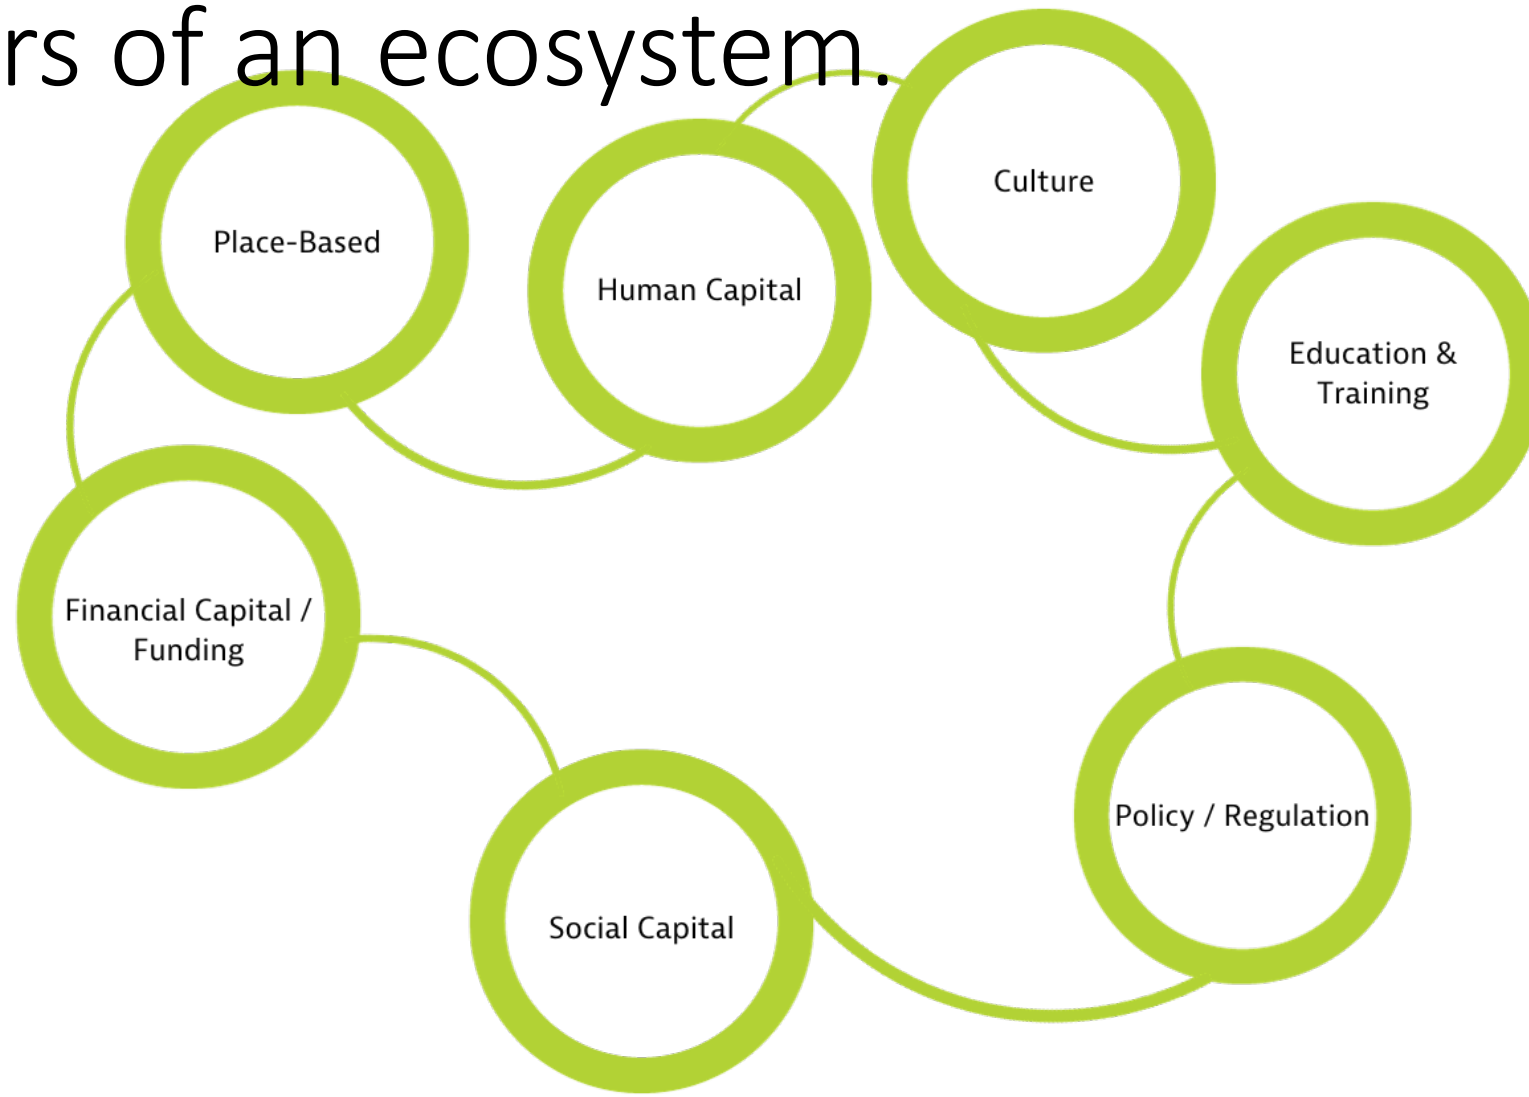 rs of an ecosystem.
Culture
Place-Based
Human Capital
Education &
Training
Financial Capital /
Funding
Policy / Regulation
Social Capital